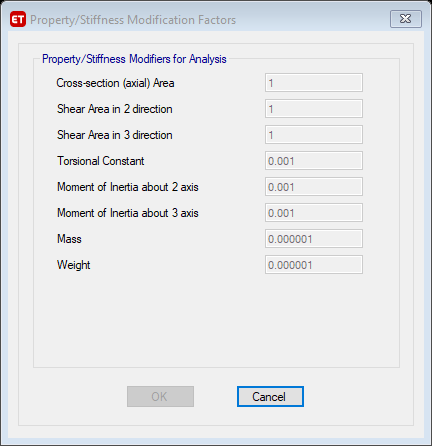 ET Property/Stiffness Modification Factors
Property/Stiffness Modifiers for Analysis
Cross-section (axial) Area 1
Shear Area in 2 direction 1
Shear Area in 3 direction 1
Torsional Constant 0.001
Moment of Inertia about 2 axis 0.001
Moment of Inertia about 3 axis 0.001
Mass 0.000001
Weight 0.000001
OK Cancel